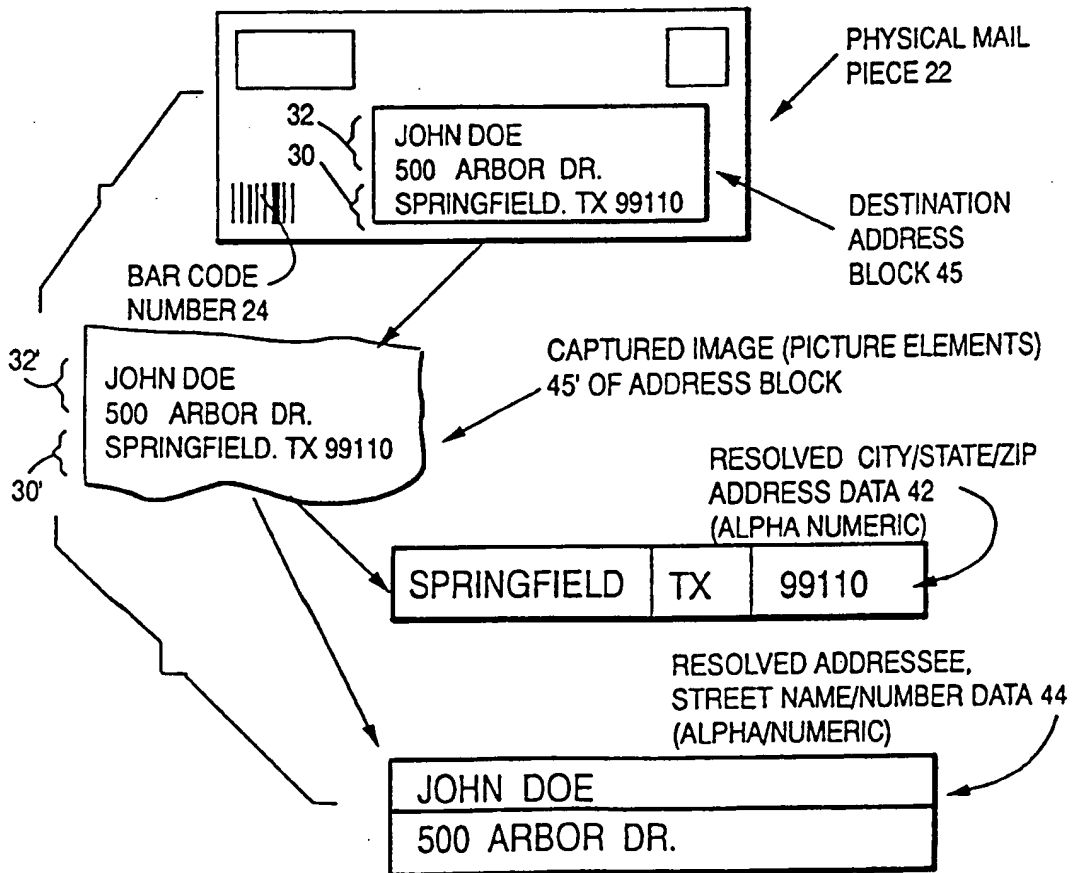 PHYSICAL MAIL
PIECE 22
32
30
JOHN DOE
500 ARBOR DR.
SPRINGFIELD. TX 99110
DESTINATION
ADDRESS
BLOCK 45
BAR CODE
NUMBER 24
32'
30'
JOHN DOE
500 ARBOR DR.
SPRINGFIELD. TX 99110
CAPTURED IMAGE (PICTURE ELEMENTS)
45' OF ADDRESS BLOCK
RESOLVED CITY/STATE/ZIP
ADDRESS DATA 42
(ALPHA NUMERIC)
SPRINGFIELD TX 99110
RESOLVED ADDRESSEE,
STREET NAME/NUMBER DATA 44
(ALPHA/NUMERIC)
JOHN DOE
500 ARBOR DR.